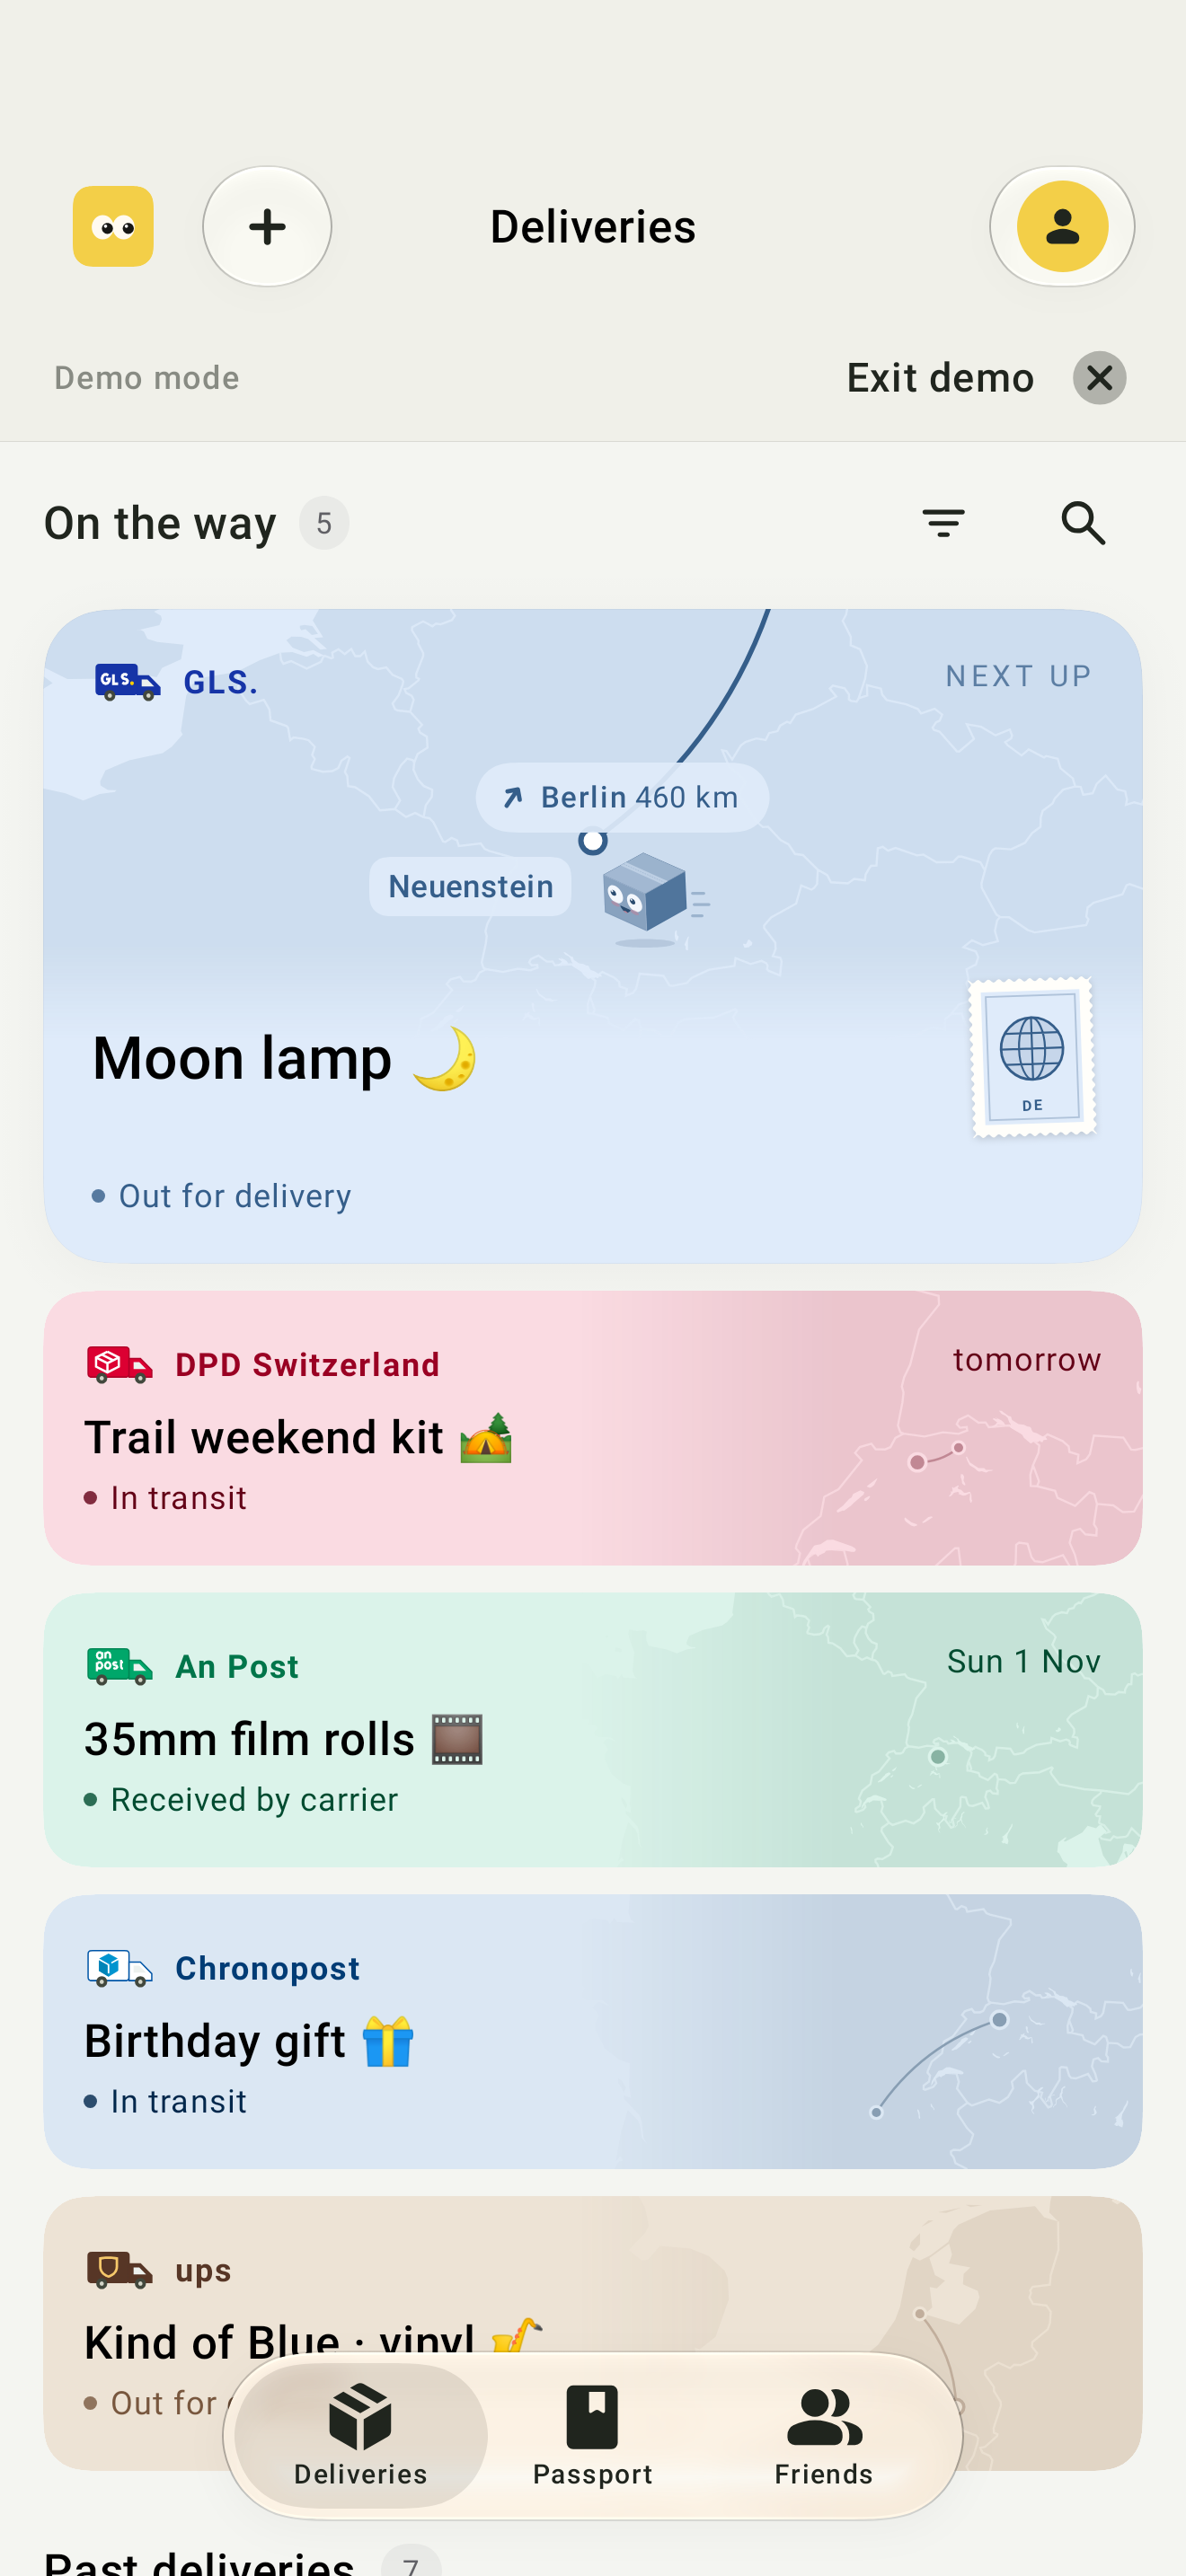 Deliveries
Demo mode
Exit demo
On the way 5
GLS. GLS.
NEXT UP
Berlin 460 km
Neuenstein
Moon lamp 🌙
DE
Out for delivery
DPD Switzerland
tomorrow
Trail weekend kit 🏕️
In transit
an post An Post
Sun 1 Nov
35mm film rolls 🎞️
Received by carrier
Chronopost
Birthday gift 🎁
In transit
ups
Kind of Blue · vinyl 🎷
Out for
Deliveries
Passport
Friends
Past deliveries 7